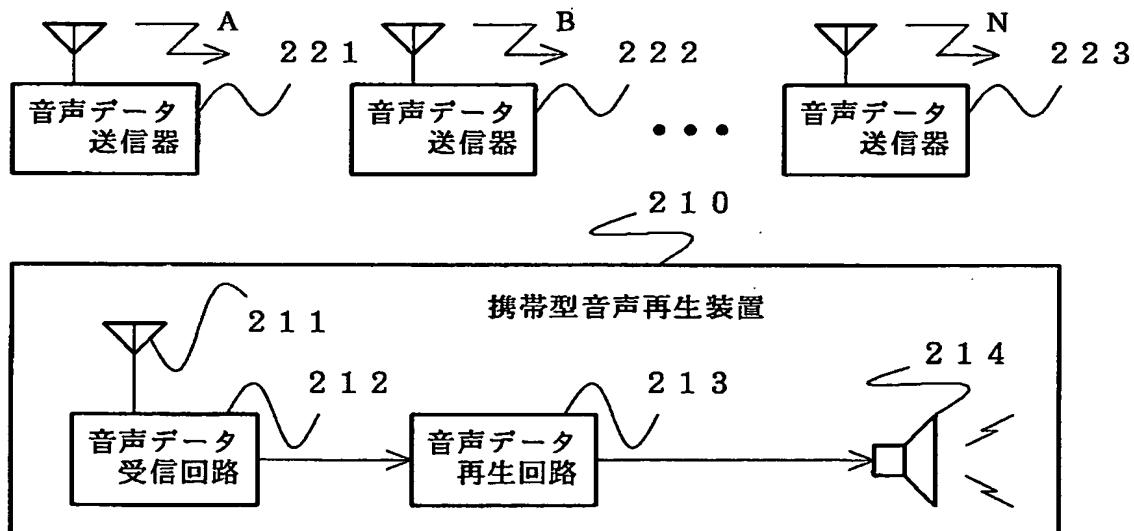 A
B
N
２２１
２２２
２２３
音声データ
送信器
音声データ
送信器
・・・
音声データ
送信器
２１０
携帯型音声再生装置
２１１
２１２
２１３
２１４
音声データ
受信回路
音声データ
再生回路